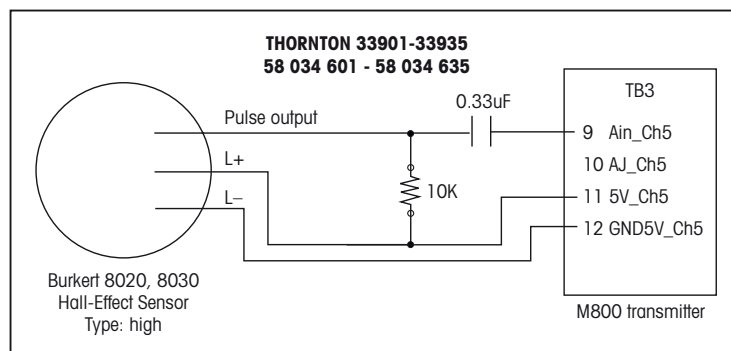 THORNTON 33901-33935
58 034 601 - 58 034 635
0.33uF
TB3
Pulse output
9 Ain_Ch5
L+
10 AJ_Ch5
10K
11 5V_Ch5
L–
12 GND5V_Ch5
Burkert 8020, 8030
Hall-Effect Sensor
Type: high
M800 transmitter